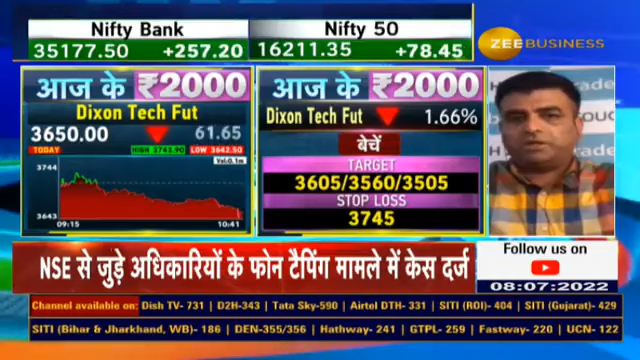 Nifty Bank
35177.50 +257.20
Nifty 50
16211.35 +78.45
ZEE BUSINESS
आज के ₹2000
Dixon Tech Fut
3650.00 61.65
TODAY HIGH 3743.90 LOW 3642.50
Vol:0.1m
3744
3643
09:15 10:41
आज के ₹2000
Dixon Tech Fut 1.66%
बेचें
TARGET
3605/3560/3505
STOP LOSS
3745
NSE से जुड़े अधिकारियों के फोन टैपिंग मामले में केस दर्ज
Follow us on
08:07:2022
Channel available on: Dish TV- 731 | D2H-343 | Tata Sky-590 | Airtel DTH- 331 | SITI (ROI)- 404 | SITI (Gujarat)- 429
SITI (Bihar & Jharkhand, WB)- 186 | DEN-355/356 | Hathway- 241 | GTPL- 259 | Fastway- 220 | UCN- 122